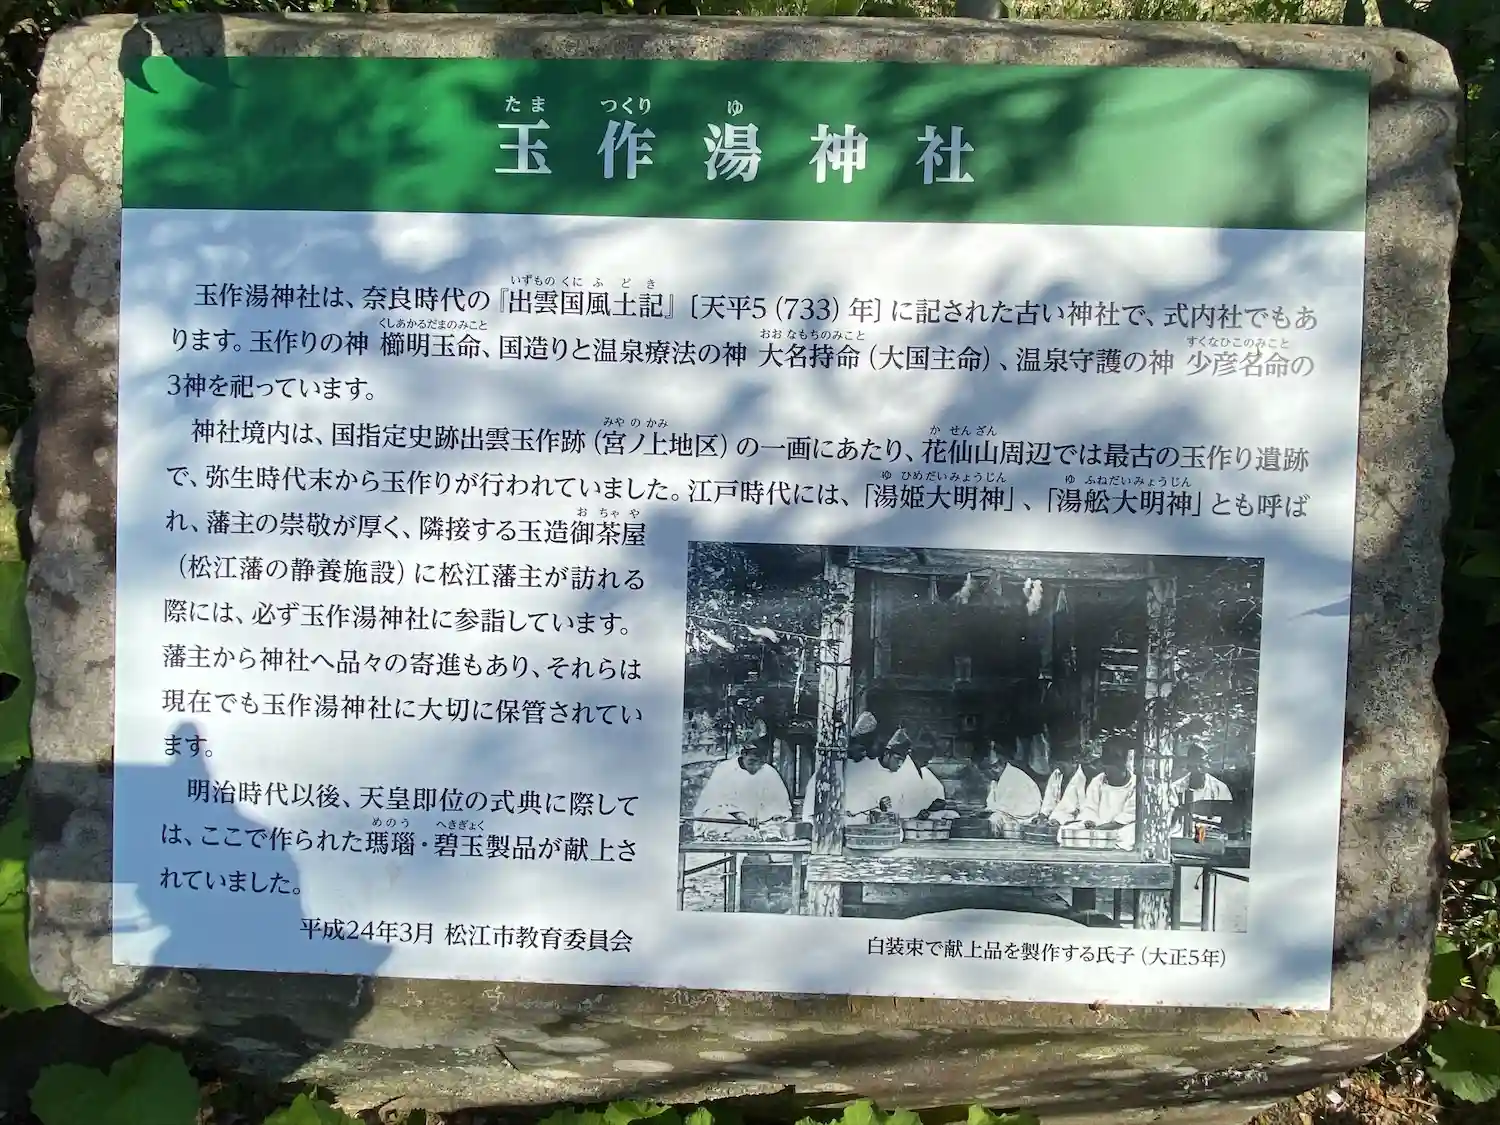 たま つくり ゆ
玉作湯神社
いずものくにふどき
玉作湯神社は、奈良時代の『出雲国風土記』〔天平5（733）年〕に記された古い神社で、式内社でもあ
くしあかるだまのみこと おおなもちのみこと すくなひこのみこと
ります。玉作りの神 櫛明玉命、国造りと温泉療法の神 大名持命（大国主命）、温泉守護の神 少彦名命の
3神を祀っています。
みやのかみ かせんざん
神社境内は、国指定史跡出雲玉作跡（宮ノ上地区）の一画にあたり、花仙山周辺では最古の玉作り遺跡
ゆひめだいみょうじん ゆふねだいみょうじん
で、弥生時代末から玉作りが行われていました。江戸時代には、「湯姫大明神」、「湯舩大明神」とも呼ば
おちゃや
れ、藩主の崇敬が厚く、隣接する玉造御茶屋
（松江藩の静養施設）に松江藩主が訪れる
際には、必ず玉作湯神社に参詣しています。
藩主から神社へ品々の寄進もあり、それらは
現在でも玉作湯神社に大切に保管されてい
ます。
明治時代以後、天皇即位の式典に際して
めのう へきぎょく
は、ここで作られた瑪瑙・碧玉製品が献上さ
れていました。
平成24年3月 松江市教育委員会
白装束で献上品を製作する氏子（大正5年）